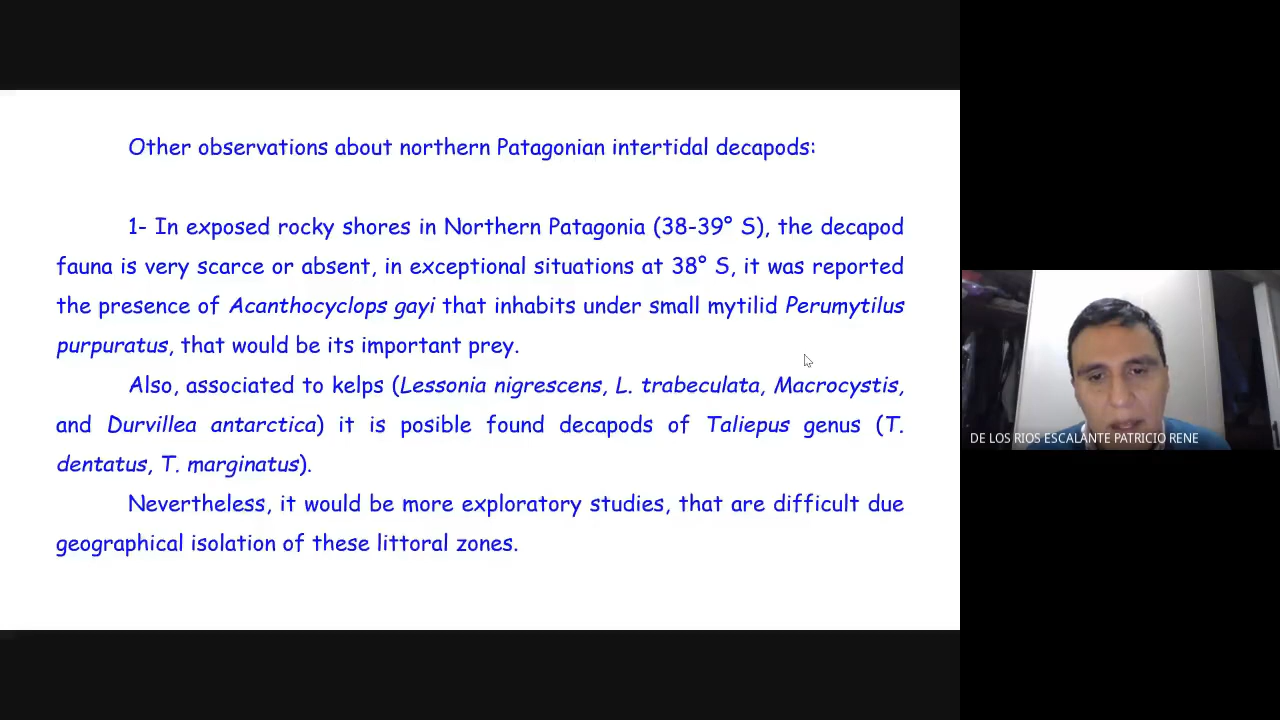 Other observations about northern Patagonian intertidal decapods:
1- In exposed rocky shores in Northern Patagonia (38-39° S), the decapod
fauna is very scarce or absent, in exceptional situations at 38° S, it was reported
the presence of Acanthocyclops gayi that inhabits under small mytilid Perumytilus
purpuratus, that would be its important prey.
Also, associated to kelps (Lessonia nigrescens, L. trabeculata, Macrocystis,
and Durvillea antarctica) it is posible found decapods of Taliepus genus (T.
dentatus, T. marginatus).
Nevertheless, it would be more exploratory studies, that are difficult due
geographical isolation of these littoral zones.
DE LOS RIOS ESCALANTE PATRICIO RENE